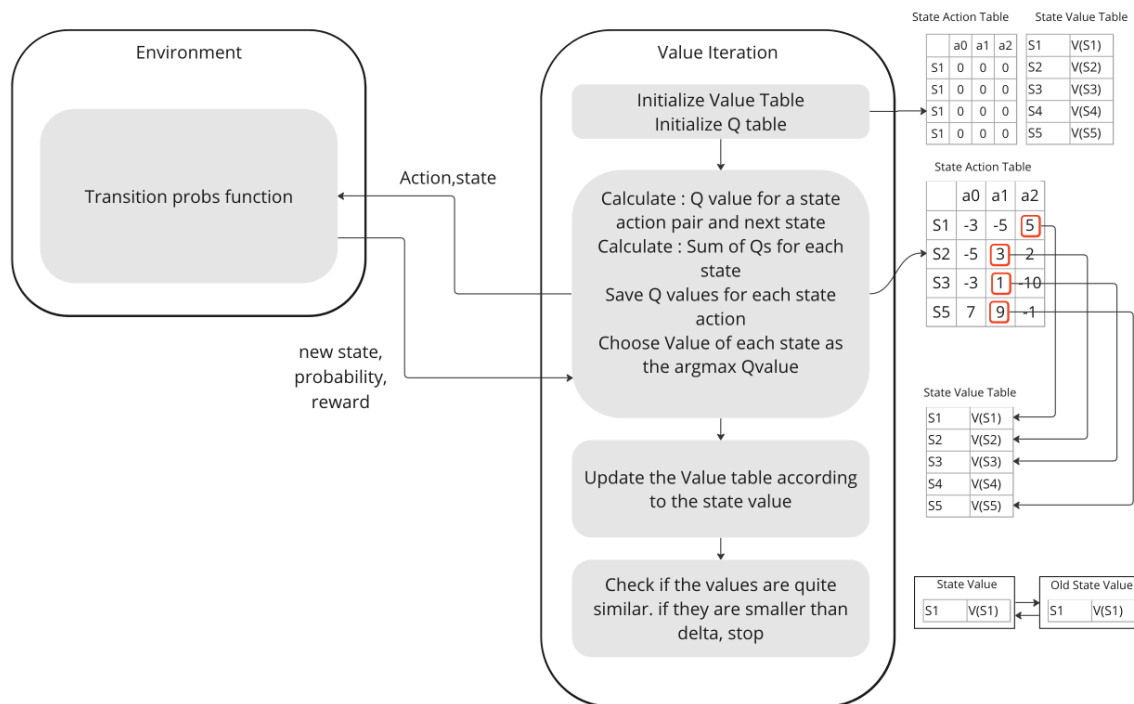 Environment
Transition probs function
Action,state
new state,
probability,
reward
Value Iteration
Initialize Value Table
Initialize Q table
Calculate : Q value for a state
action pair and next state
Calculate : Sum of Qs for each
state
Save Q values for each state
action
Choose Value of each state as
the argmax Qvalue
Update the Value table according
to the state value
Check if the values are quite
similar. if they are smaller than
delta, stop
State Action Table
a0 a1 a2
S1 0 0 0
S1 0 0 0
S1 0 0 0
S1 0 0 0
State Value Table
S1 V(S1)
S2 V(S2)
S3 V(S3)
S4 V(S4)
S5 V(S5)
State Action Table
a0 a1 a2
S1 -3 -5 5
S2 -5 3 2
S3 -3 1 -10
S5 7 9 -1
State Value Table
S1 V(S1)
S2 V(S2)
S3 V(S3)
S4 V(S4)
S5 V(S5)
State Value
S1 V(S1)
Old State Value
S1 V(S1)